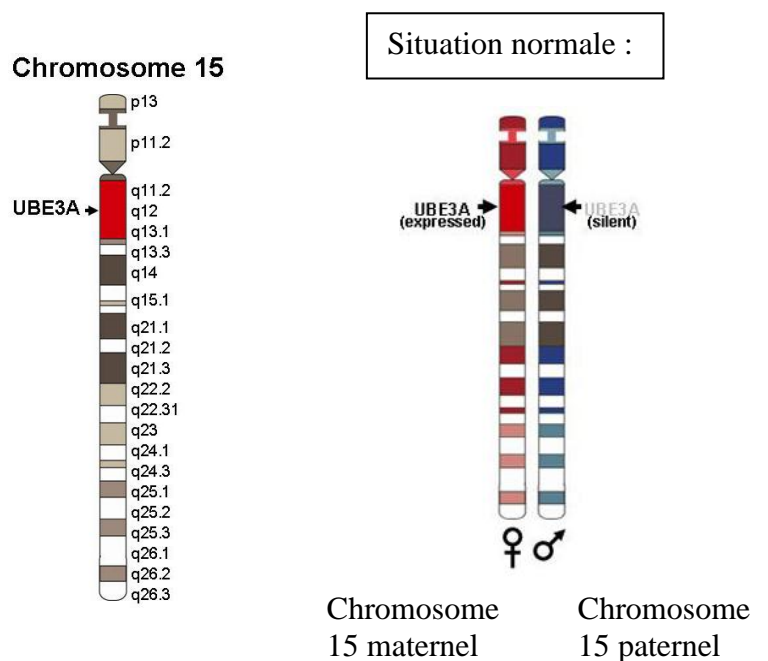 Situation normale :
Chromosome 15
p13
p11.2
q11.2
UBE3A
q12
q13.1
q13.3
q14
q15.1
q21.1
q21.2
q21.3
q22.2
q22.31
q23
q24.1
q24.3
q25.1
q25.2
q25.3
q26.1
q26.2
q26.3
UBE3A
(expressed)
UBE3A
(silent)
♀ ♂
Chromosome
15 maternel
Chromosome
15 paternel